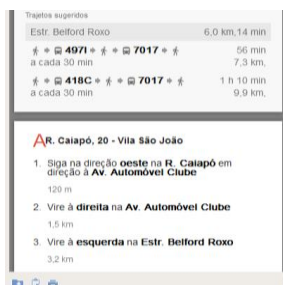 Trajetos sugeridos
Estr. Belford Roxo 6,0 km, 14 min
497I 7017 56 min
a cada 30 min 7,3 km,
418C 7017 1 h 10 min
a cada 30 min 9,9 km,
A R. Caiapó, 20 - Vila São João
1. Siga na direção oeste na R. Caiapó em
direção à Av. Automóvel Clube
120 m
2. Vire à direita na Av. Automóvel Clube
1,5 km
3. Vire à esquerda na Estr. Belford Roxo
3,2 km